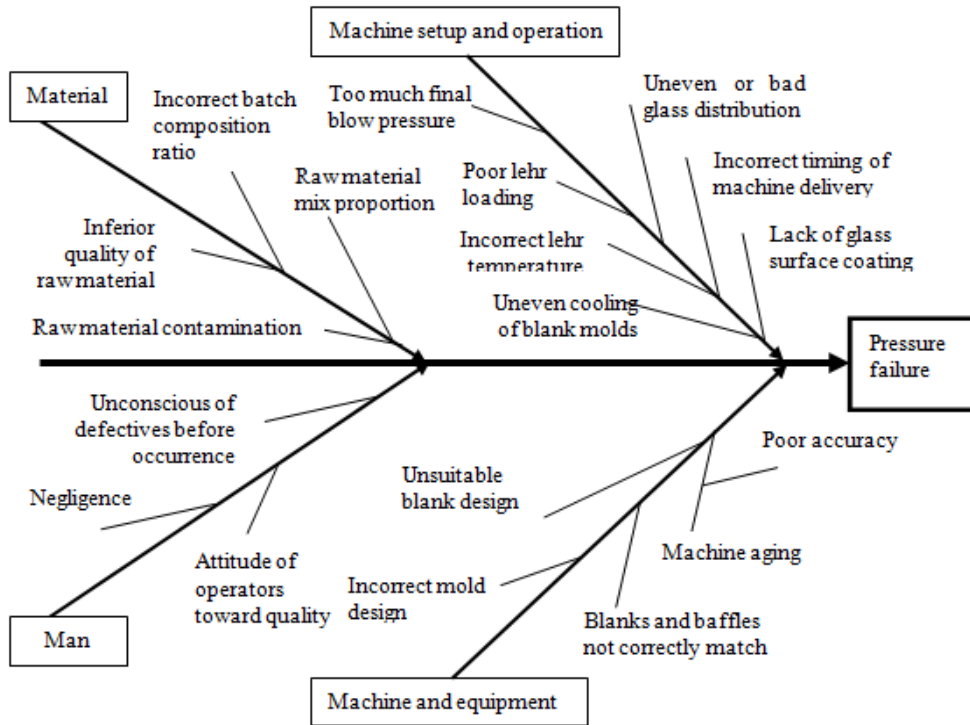 Machine setup and operation
Material
Incorrect batch
composition
ratio
Too much final
blow pressure
Uneven or bad
glass distribution
Raw material
mix proportion
Poor lehr
loading
Incorrect timing of
machine delivery
Inferior
quality of
raw material
Incorrect lehr
temperature
Lack of glass
surface coating
Raw material contamination
Uneven cooling
of blank molds
Pressure
failure
Unconscious of
defectives before
occurrence
Poor accuracy
Unsuitable
blank design
Negligence
Machine aging
Attitude of
operators
toward quality
Incorrect mold
design
Blanks and baffles
not correctly match
Man
Machine and equipment